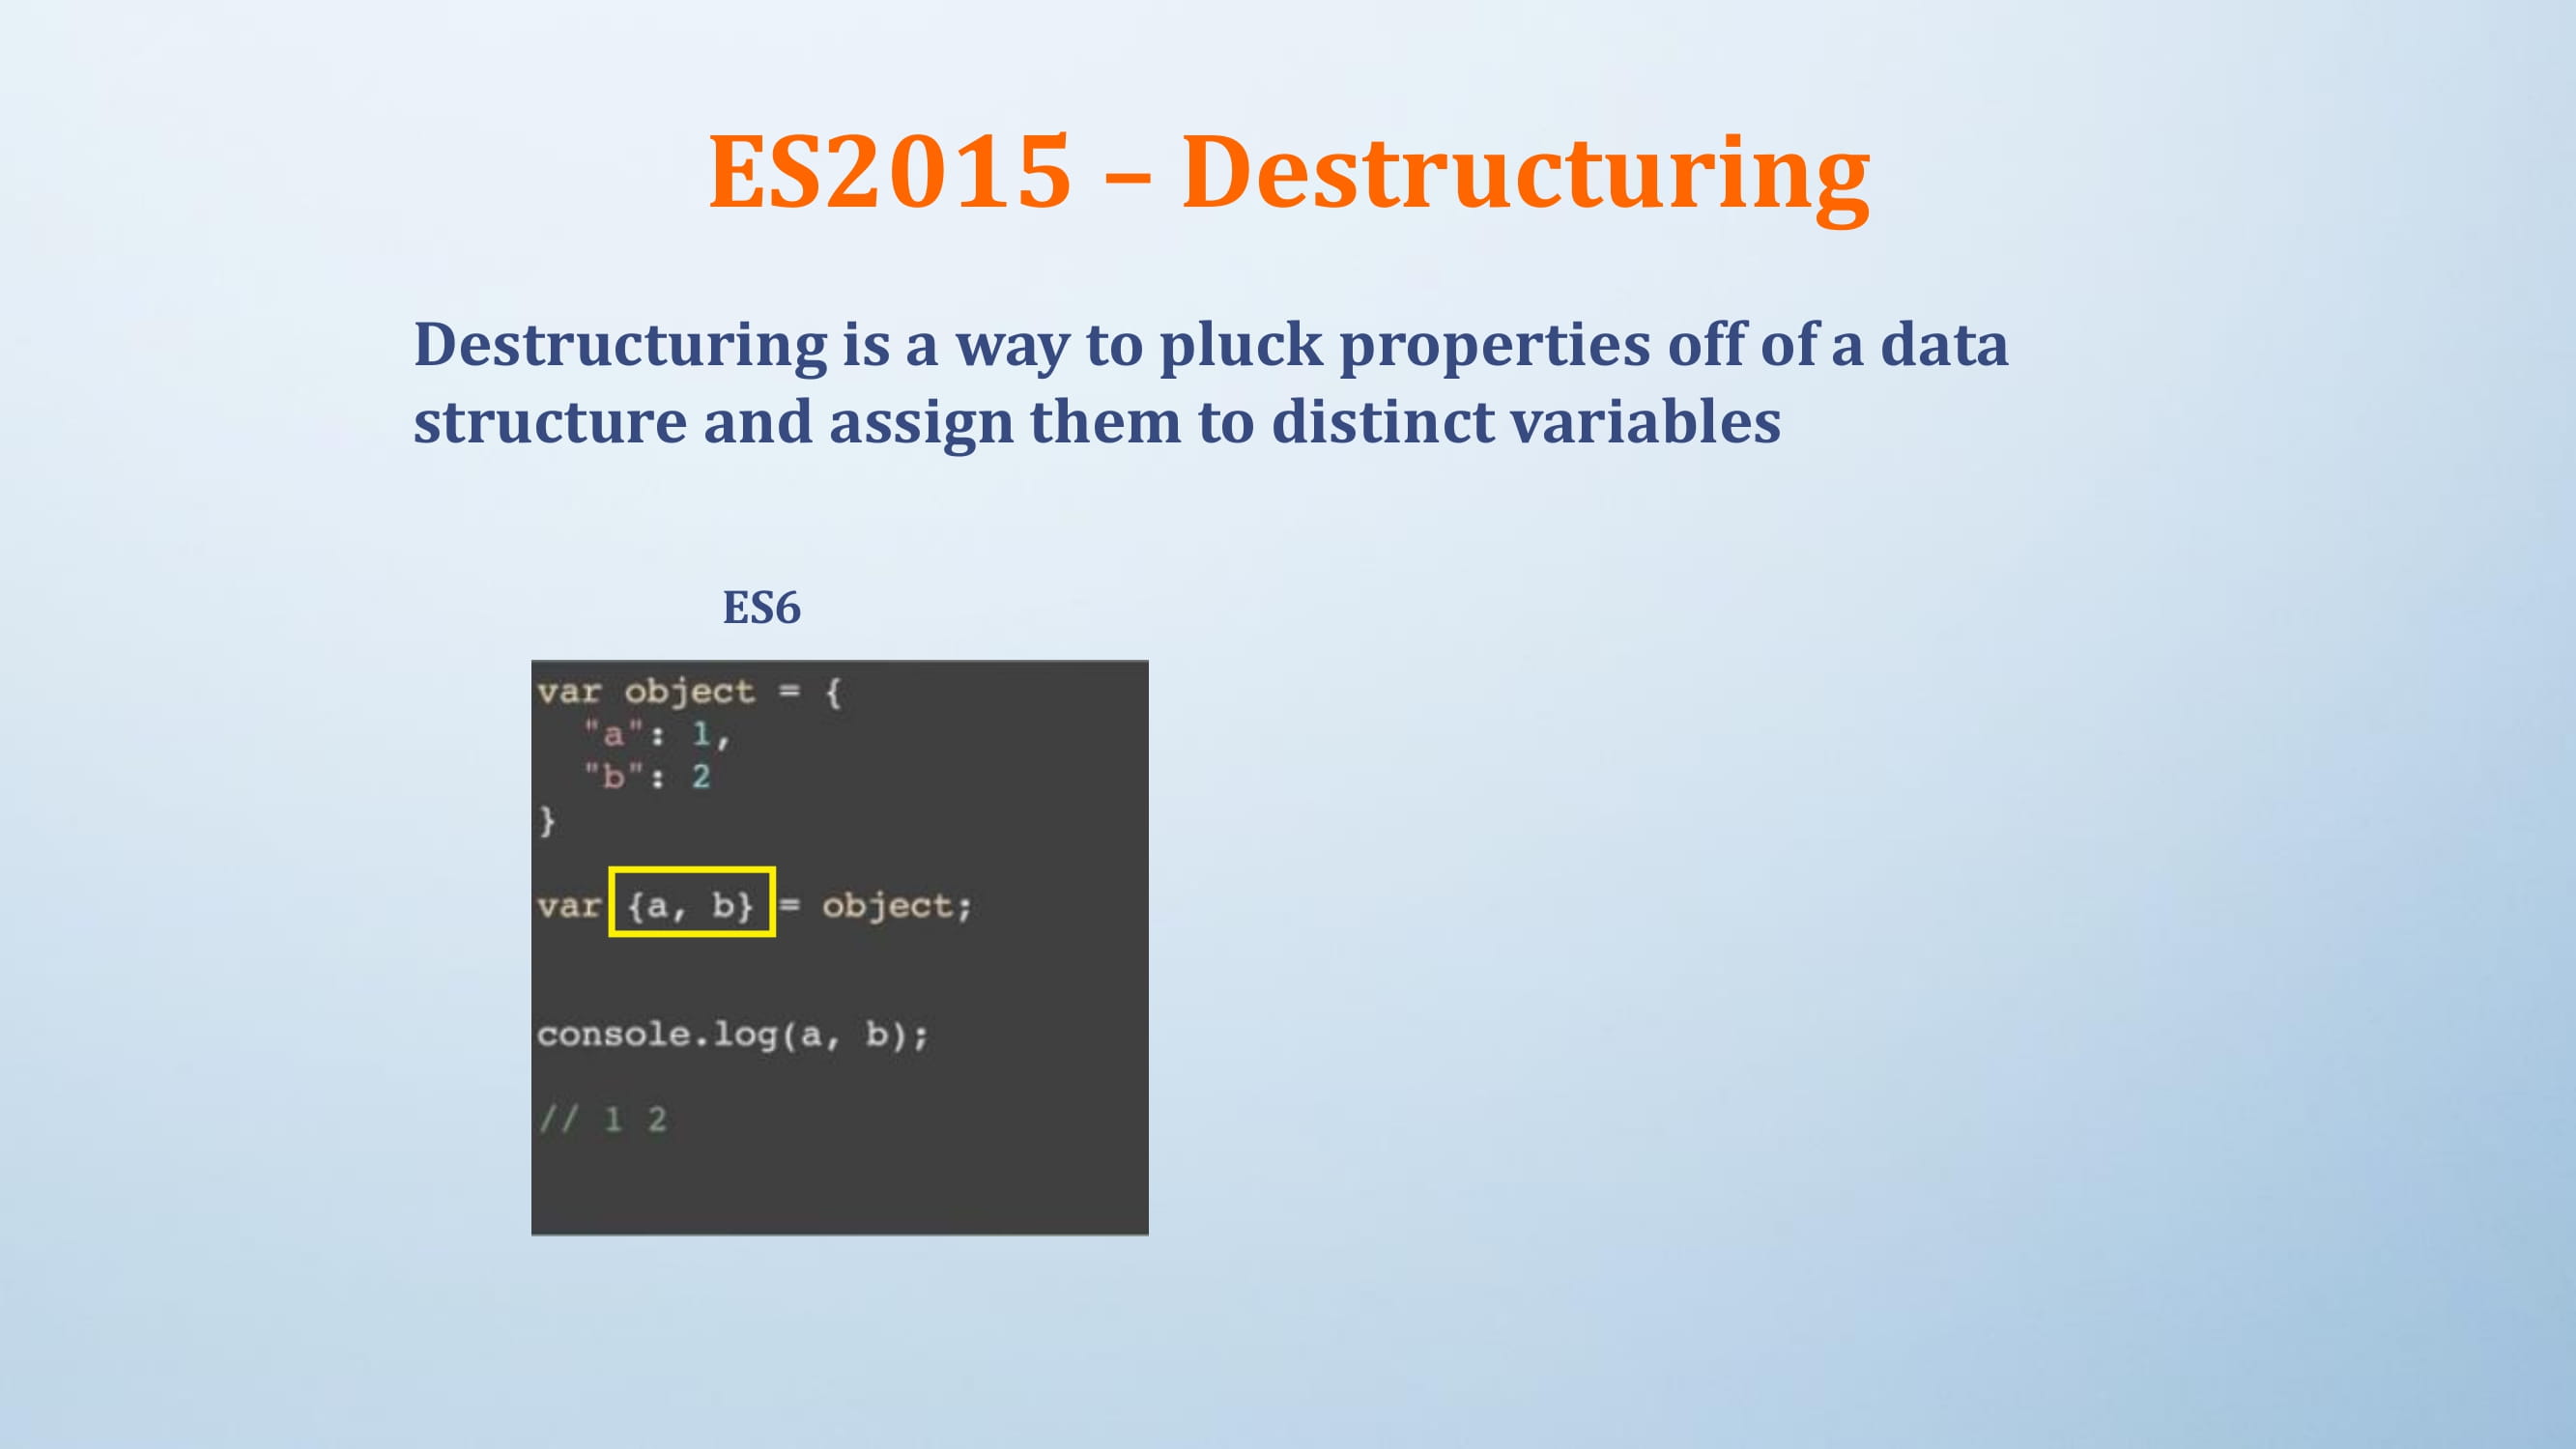 ES2015 – Destructuring
Destructuring is a way to pluck properties off of a data
structure and assign them to distinct variables
ES6
var object = {
"a": 1,
"b": 2
}
var {a, b} = object;
console.log(a, b);
// 1 2